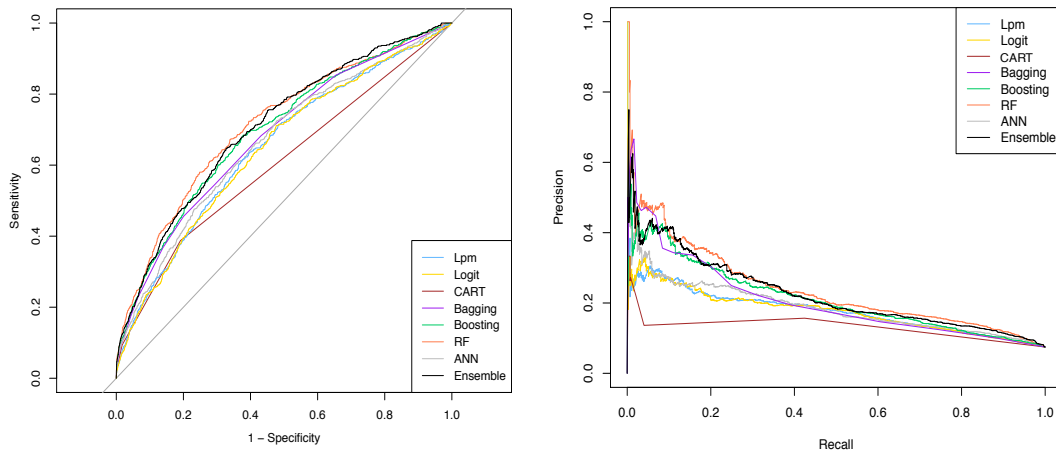 Sensitivity
1.0
0.8
0.6
0.4
0.2
0.0
Lpm
Logit
CART
Bagging
Boosting
RF
ANN
Ensemble
0.0 0.2 0.4 0.6 0.8 1.0
1 − Specificity
Precision
1.0
0.8
0.6
0.4
0.2
0.0
Lpm
Logit
CART
Bagging
Boosting
RF
ANN
Ensemble
0.0 0.2 0.4 0.6 0.8 1.0
Recall